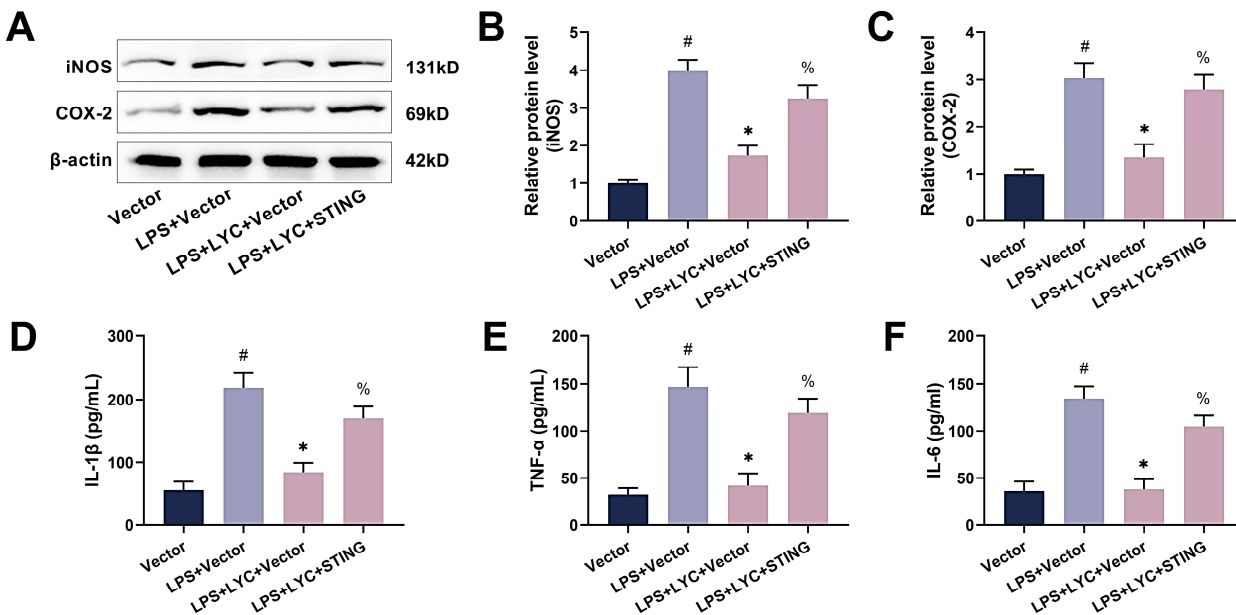 A
iNOS
131kD
COX-2
69kD
β-actin
42kD
Vector
LPS+Vector
LPS+LYC+Vector
LPS+LYC+STING
B
Relative protein level
(iNOS)
5
4
3
2
1
0
#
*
%
Vector
LPS+Vector
LPS+LYC+Vector
LPS+LYC+STING
C
Relative protein level
(COX-2)
4
3
2
1
0
#
*
%
Vector
LPS+Vector
LPS+LYC+Vector
LPS+LYC+STING
D
IL-1β (pg/mL)
300
200
100
0
#
*
%
Vector
LPS+Vector
LPS+LYC+Vector
LPS+LYC+STING
E
TNF-α (pg/mL)
200
150
100
50
0
#
*
%
Vector
LPS+Vector
LPS+LYC+Vector
LPS+LYC+STING
F
IL-6 (pg/ml)
200
150
100
50
0
#
*
%
Vector
LPS+Vector
LPS+LYC+Vector
LPS+LYC+STING